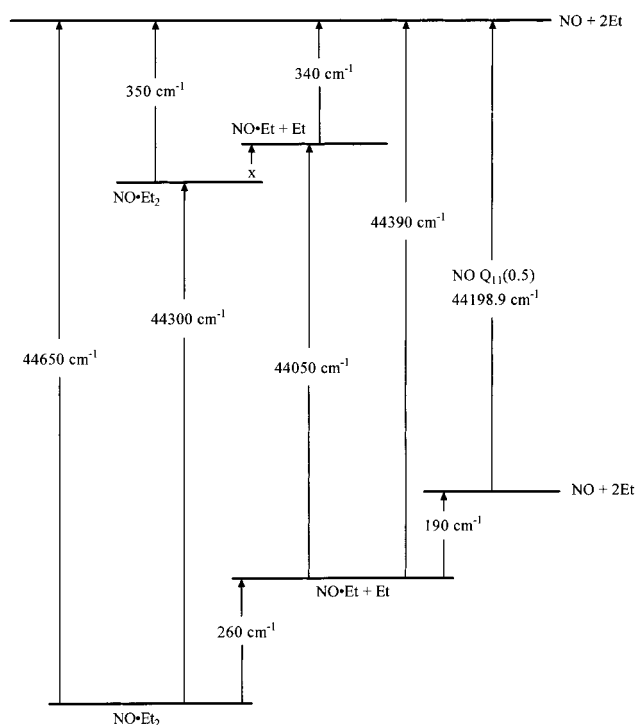 NO + 2Et
350 cm⁻¹
340 cm⁻¹
NO•Et + Et
x
NO•Et₂
44390 cm⁻¹
NO Q₁₁(0.5)
44198.9 cm⁻¹
44300 cm⁻¹
44650 cm⁻¹
44050 cm⁻¹
NO + 2Et
190 cm⁻¹
NO•Et + Et
260 cm⁻¹
NO•Et₂